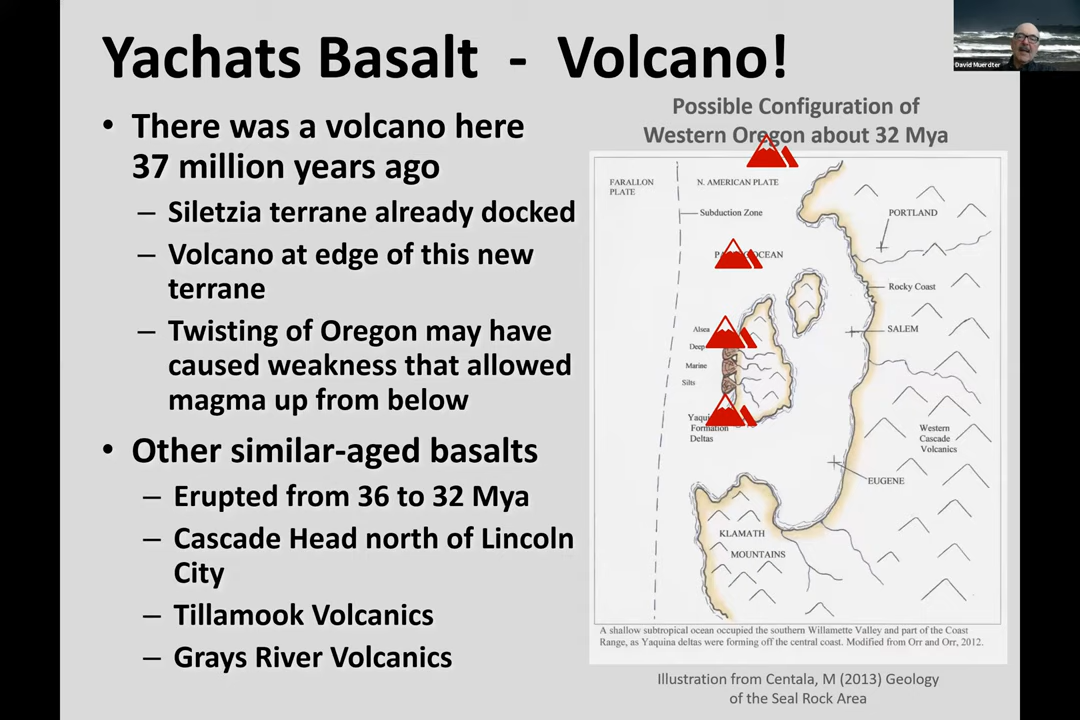 Yachats Basalt - Volcano!
David Muerdter
• There was a volcano here
37 million years ago
– Siletzia terrane already docked
– Volcano at edge of this new
terrane
– Twisting of Oregon may have
caused weakness that allowed
magma up from below
• Other similar-aged basalts
– Erupted from 36 to 32 Mya
– Cascade Head north of Lincoln
City
– Tillamook Volcanics
– Grays River Volcanics
Possible Configuration of
Western Oregon about 32 Mya
FARALLON
PLATE
N. AMERICAN PLATE
Subduction Zone
PORTLAND
OCEAN
Rocky Coast
Alsea
Deep
Marine
Silts
SALEM
Formation
Deltas
Western
Cascade
Volcanics
EUGENE
KLAMATH
MOUNTAINS
A shallow subtropical ocean occupied the southern Willamette Valley and part of the Coast
Range, as Yaquina deltas were forming off the central coast. Modified from Orr and Orr, 2012.
Illustration from Centala, M (2013) Geology
of the Seal Rock Area